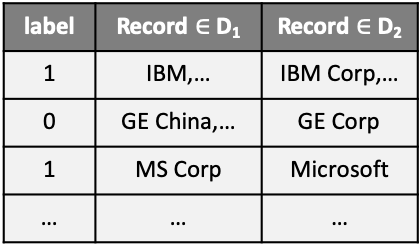 label Record ∈ D₁ Record ∈ D₂
1 IBM,... IBM Corp,...
0 GE China,... GE Corp
1 MS Corp Microsoft
... ... ...